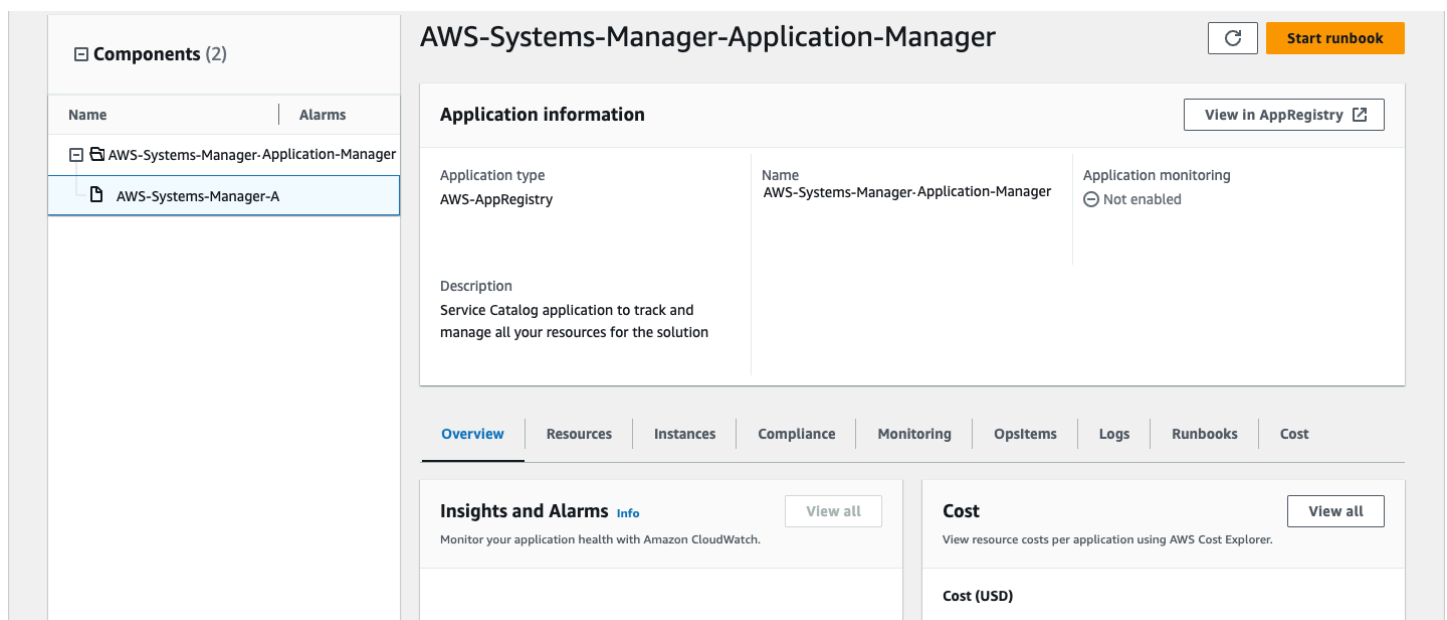 Components (2)
Name Alarms
AWS-Systems-Manager-Application-Manager
AWS-Systems-Manager-A
AWS-Systems-Manager-Application-Manager
Start runbook
Application information
View in AppRegistry
Application type
AWS-AppRegistry
Name
AWS-Systems-Manager-Application-Manager
Application monitoring
Not enabled
Description
Service Catalog application to track and
manage all your resources for the solution
Overview Resources Instances Compliance Monitoring OpsItems Logs Runbooks Cost
Insights and Alarms Info
View all
Monitor your application health with Amazon CloudWatch.
Cost
View all
View resource costs per application using AWS Cost Explorer.
Cost (USD)